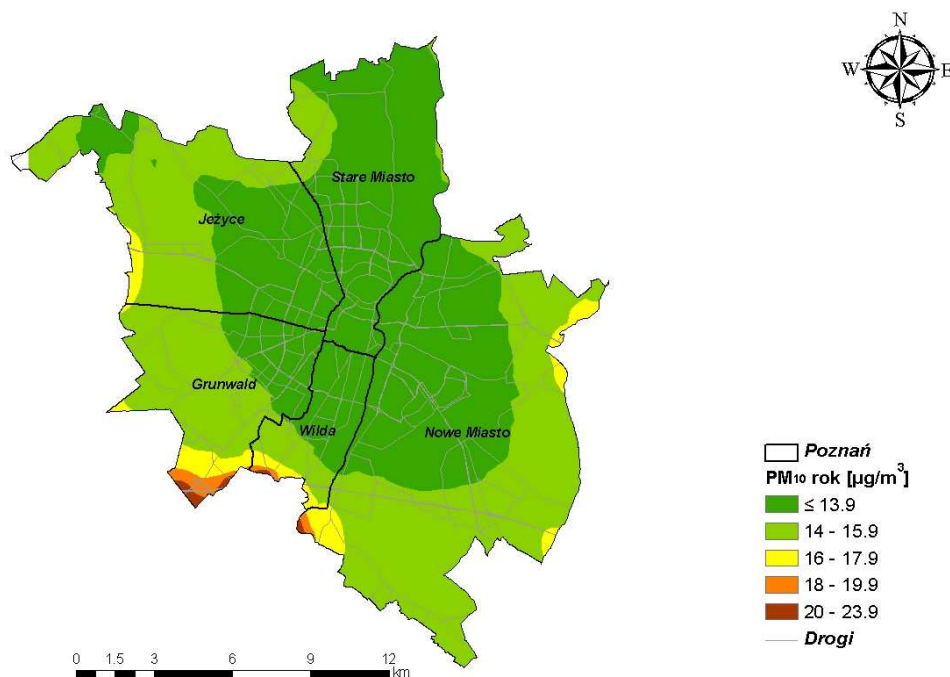 N
W E
S
Stare Miasto
Jeżyce
Grunwald
Wilda
Nowe Miasto
Poznań
PM10 rok [µg/m³]
≤ 13.9
14 - 15.9
16 - 17.9
18 - 19.9
20 - 23.9
Drogi
0 1.5 3 6 9 12
km